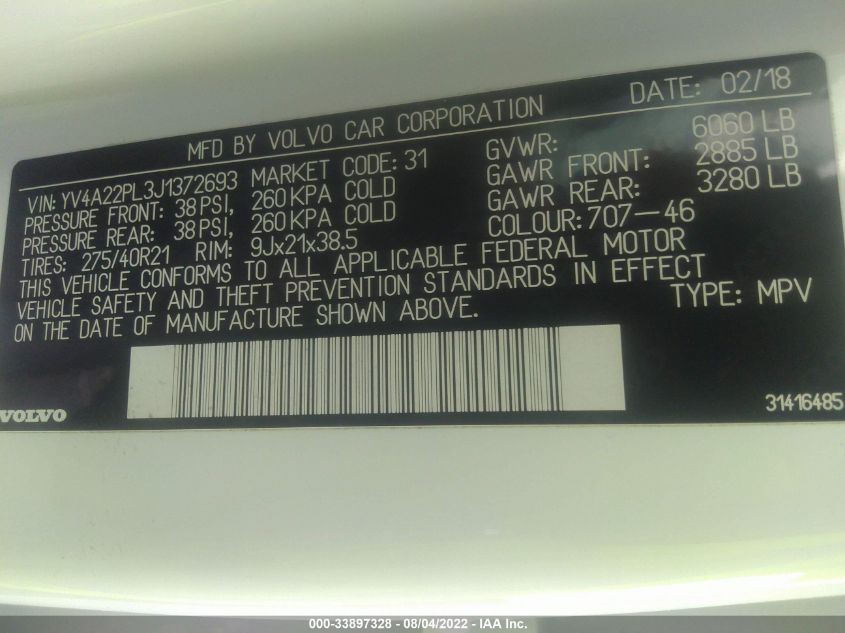 MFD BY VOLVO CAR CORPORATION DATE: 02/18
VIN: YV4A22PL3J1372693 MARKET CODE: 31 GVWR: 6060 LB
PRESSURE FRONT: 38 PSI, 260 KPA COLD GAWR FRONT: 2885 LB
PRESSURE REAR: 38 PSI, 260 KPA COLD GAWR REAR: 3280 LB
TIRES: 275/40R21 RIM: 9Jx21x38.5 COLOUR: 707-46
THIS VEHICLE CONFORMS TO ALL APPLICABLE FEDERAL MOTOR
VEHICLE SAFETY AND THEFT PREVENTION STANDARDS IN EFFECT
ON THE DATE OF MANUFACTURE SHOWN ABOVE. TYPE: MPV
VOLVO 31416485
000-33897328 - 08/04/2022 - IAA Inc.